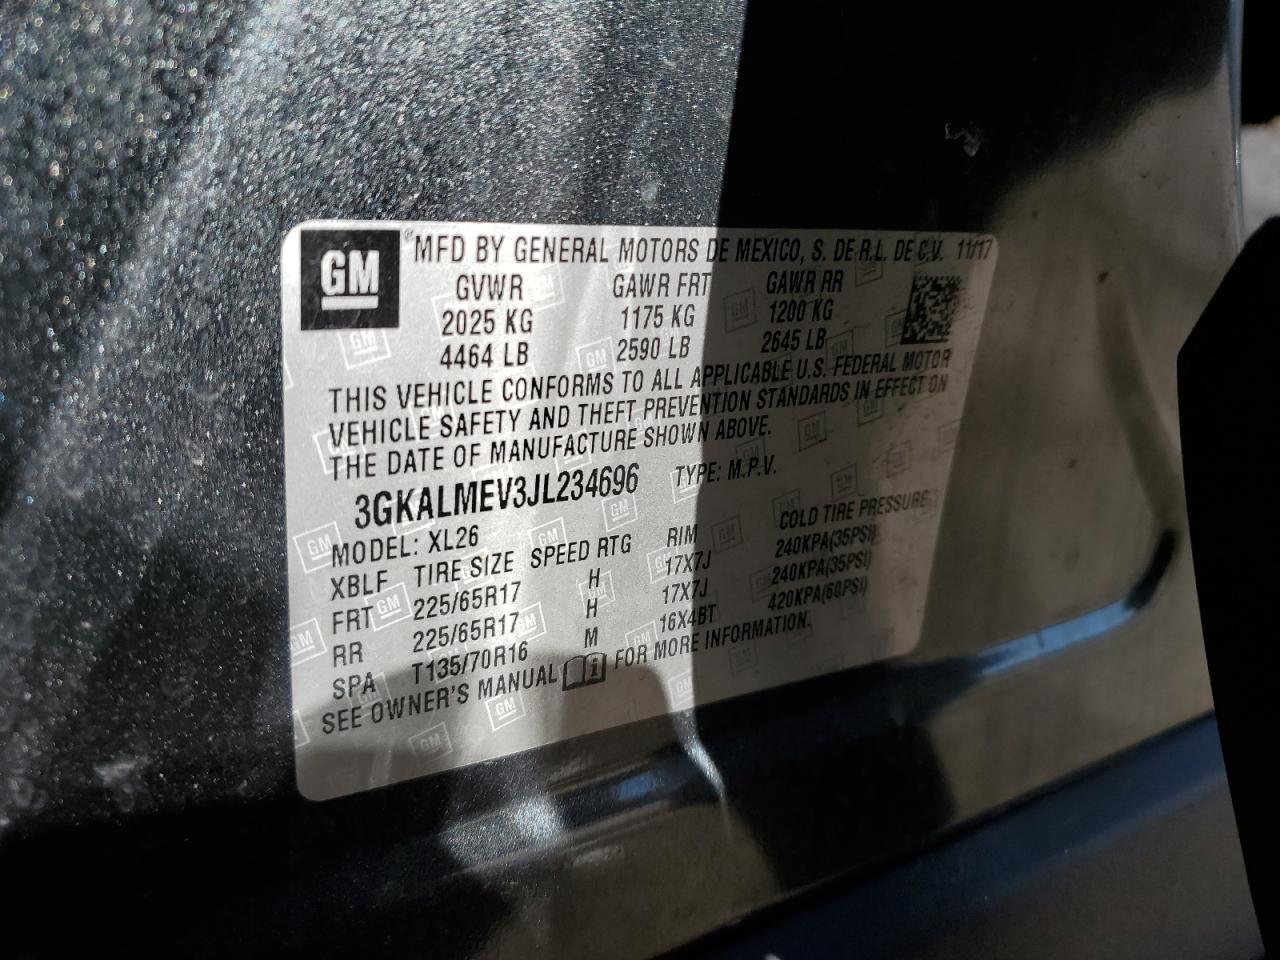 GM ® MFD BY GENERAL MOTORS DE MEXICO, S. DE R.L. DE C.V. 11/17
GVWR GAWR FRT GAWR RR
2025 KG 1175 KG 1200 KG
4464 LB 2590 LB 2645 LB
THIS VEHICLE CONFORMS TO ALL APPLICABLE U.S. FEDERAL MOTOR
VEHICLE SAFETY AND THEFT PREVENTION STANDARDS IN EFFECT ON
THE DATE OF MANUFACTURE SHOWN ABOVE.
3GKALMEV3JL234696 TYPE: M.P.V.
MODEL: XL26
XBLF TIRE SIZE SPEED RTG RIM COLD TIRE PRESSURE
FRT 225/65R17 H 17X7J 240KPA(35PSI)
RR 225/65R17 H 17X7J 240KPA(35PSI)
SPA T135/70R16 M 16X4BT 420KPA(60PSI)
SEE OWNER'S MANUAL FOR MORE INFORMATION.